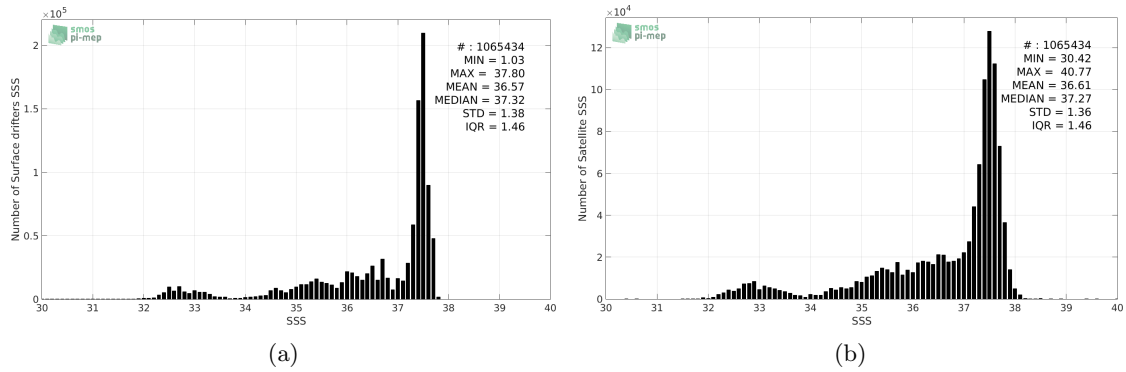 ×10⁵
smos
pi-mep
# : 1065434
MIN = 1.03
MAX = 37.80
MEAN = 36.57
MEDIAN = 37.32
STD = 1.38
IQR = 1.46
Number of Surface drifters SSS
2
1.5
1
0.5
0
30 31 32 33 34 35 36 37 38 39 40
SSS
(a)
×10⁴
smos
pi-mep
# : 1065434
MIN = 30.42
MAX = 40.77
MEAN = 36.61
MEDIAN = 37.27
STD = 1.36
IQR = 1.46
Number of Satellite SSS
12
10
8
6
4
2
0
30 31 32 33 34 35 36 37 38 39 40
SSS
(b)